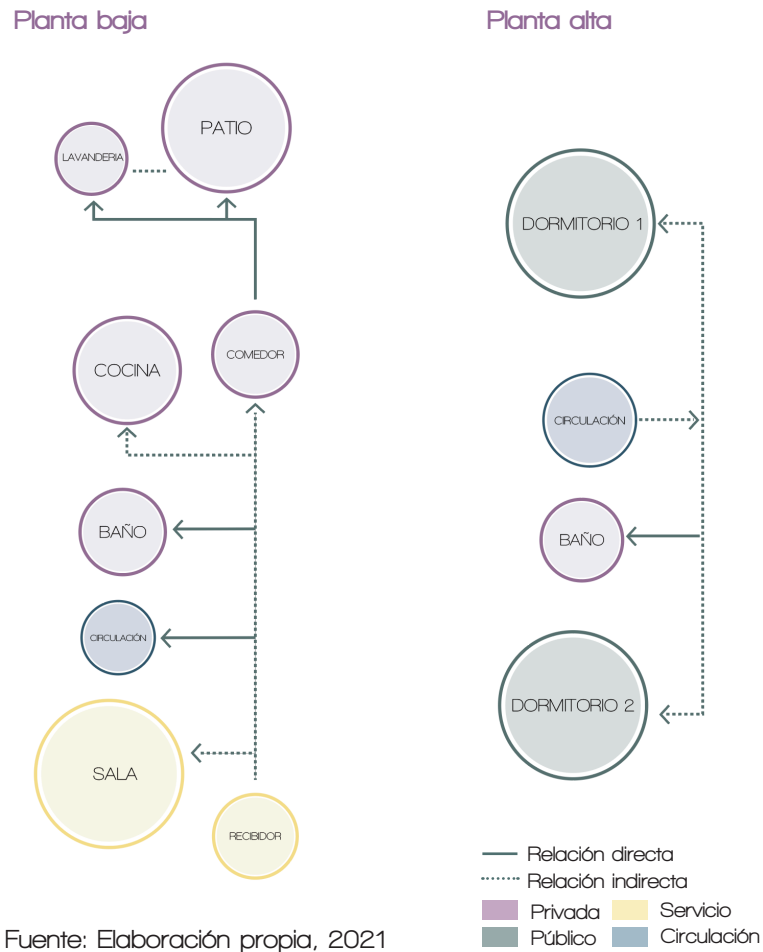 Planta baja
PATIO
LAVANDERIA
COCINA
COMEDOR
BAÑO
CIRCULACIÓN
SALA
RECIBIDOR
Fuente: Elaboración propia, 2021
Planta alta
DORMITORIO 1
CIRCULACIÓN
BAÑO
DORMITORIO 2
Relación directa
Relación indirecta
Privada
Servicio
Público
Circulación